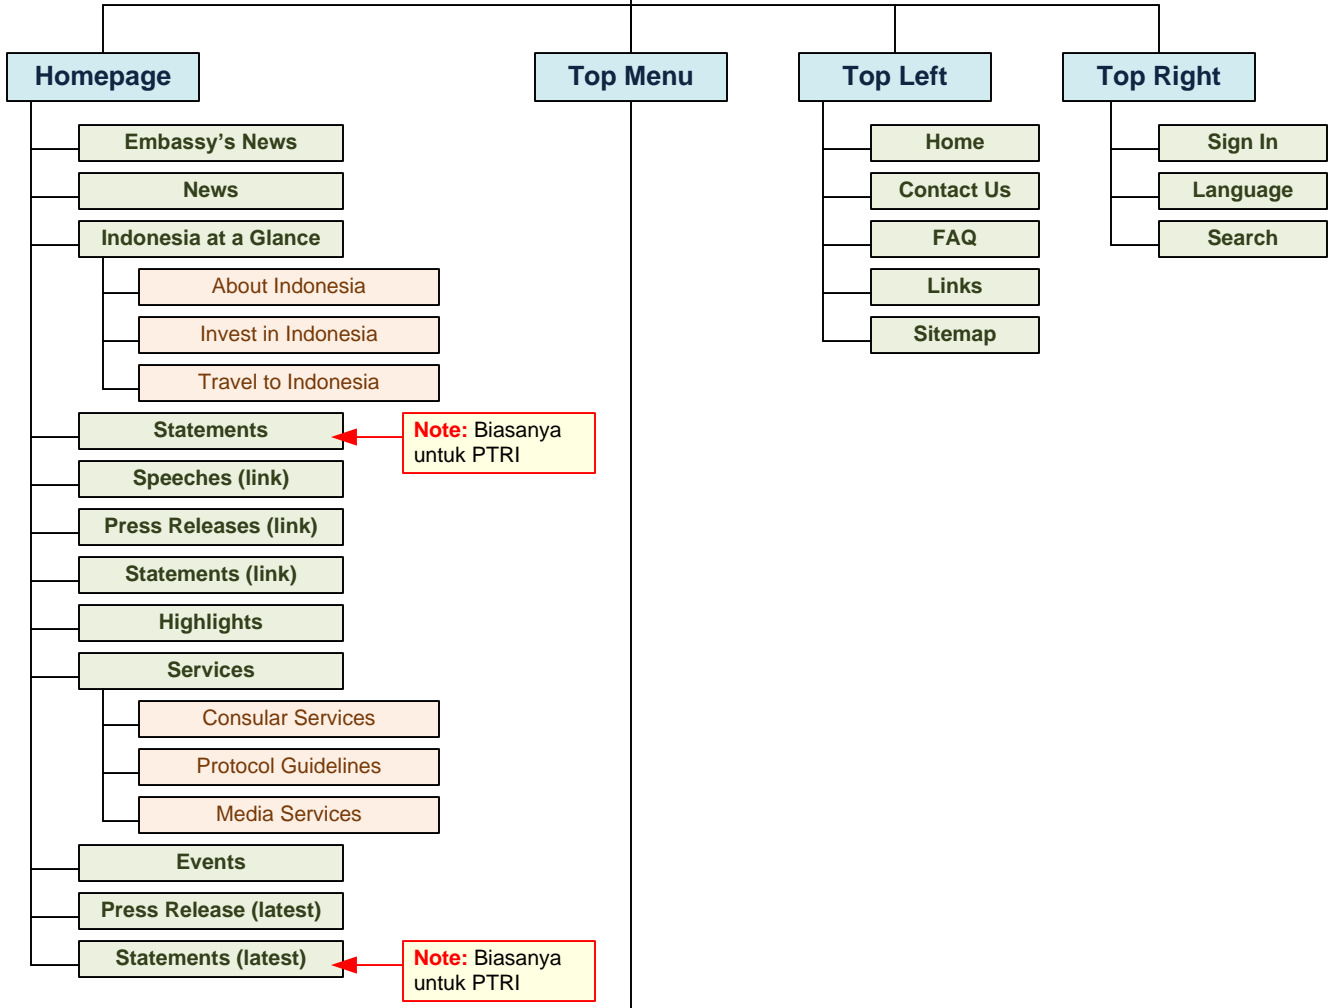 Homepage
Top Menu
Top Left
Top Right
Embassy’s News
News
Indonesia at a Glance
About Indonesia
Invest in Indonesia
Travel to Indonesia
Statements
Note: Biasanya
untuk PTRI
Speeches (link)
Press Releases (link)
Statements (link)
Highlights
Services
Consular Services
Protocol Guidelines
Media Services
Events
Press Release (latest)
Statements (latest)
Note: Biasanya
untuk PTRI
Home
Contact Us
FAQ
Links
Sitemap
Sign In
Language
Search